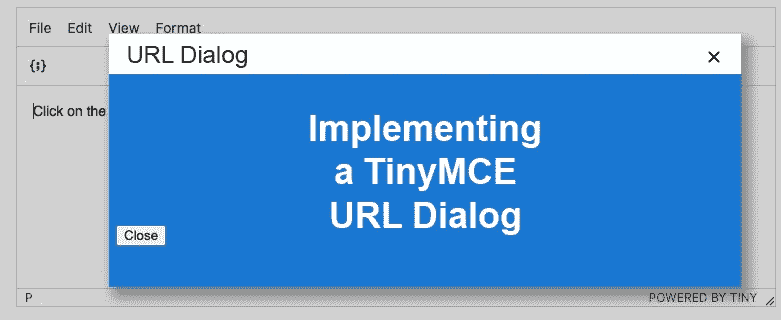 File Edit View Format
URL Dialog ×
{;}
Click on the
Implementing
a TinyMCE
URL Dialog
Close
P POWERED BY TINY